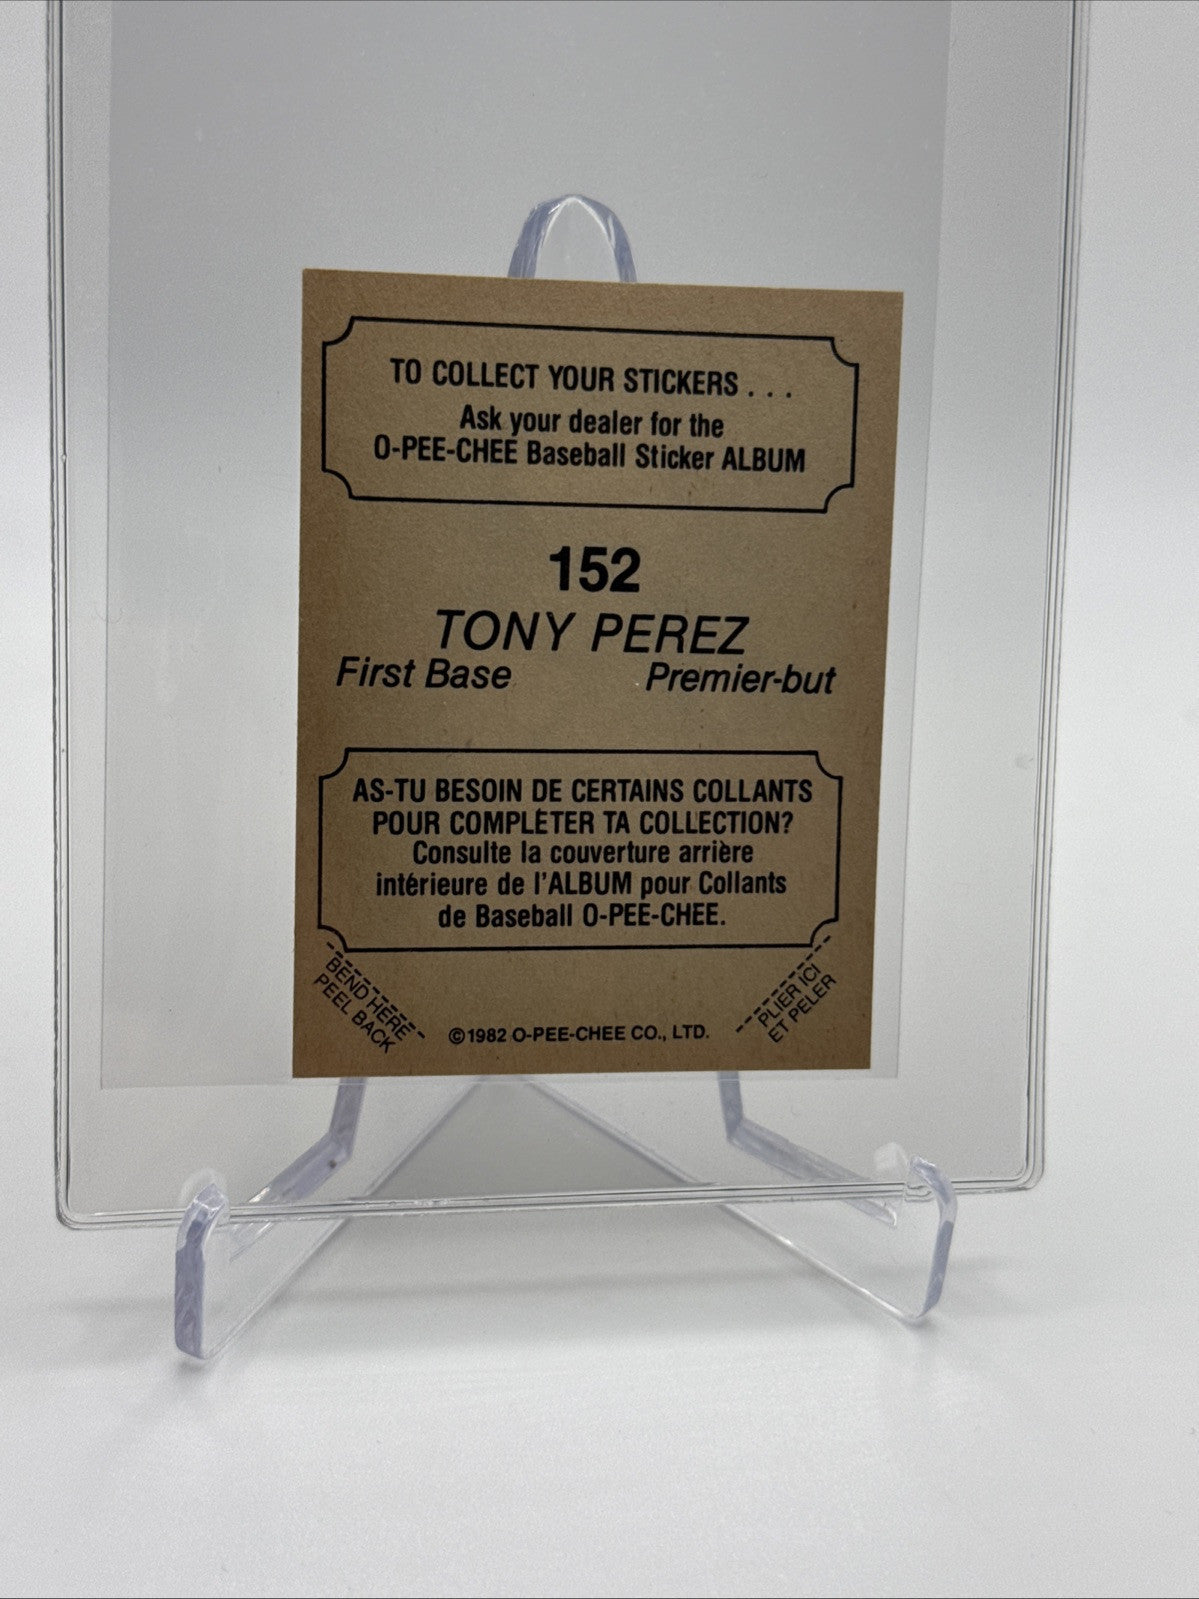 TO COLLECT YOUR STICKERS . . .
Ask your dealer for the
O-PEE-CHEE Baseball Sticker ALBUM
152
TONY PEREZ
First Base Premier-but
AS-TU BESOIN DE CERTAINS COLLANTS
POUR COMPLÉTER TA COLLECTION?
Consulte la couverture arrière
intérieure de l'ALBUM pour Collants
de Baseball O-PEE-CHEE.
BEND HERE
PEEL BACK
©1982 O-PEE-CHEE CO., LTD.
PLIER ICI
ET PELER